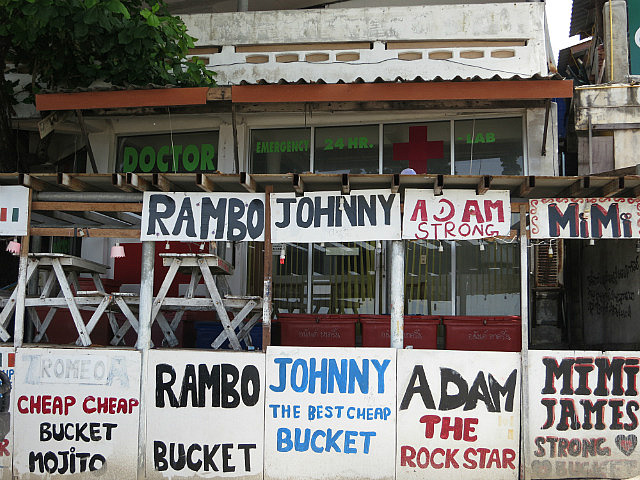 DOCTOR
EMERGENCY 24 HR. LAB
RAMBO
JOHNNY
ADAM
STRONG
MiMi
ROMEO
CHEAP CHEAP
BUCKET
MOJITO
RAMBO
BUCKET
JOHNNY
THE BEST CHEAP
BUCKET
ADAM
THE
ROCK STAR
MIMI
JAMES
STRONG
BUCKET